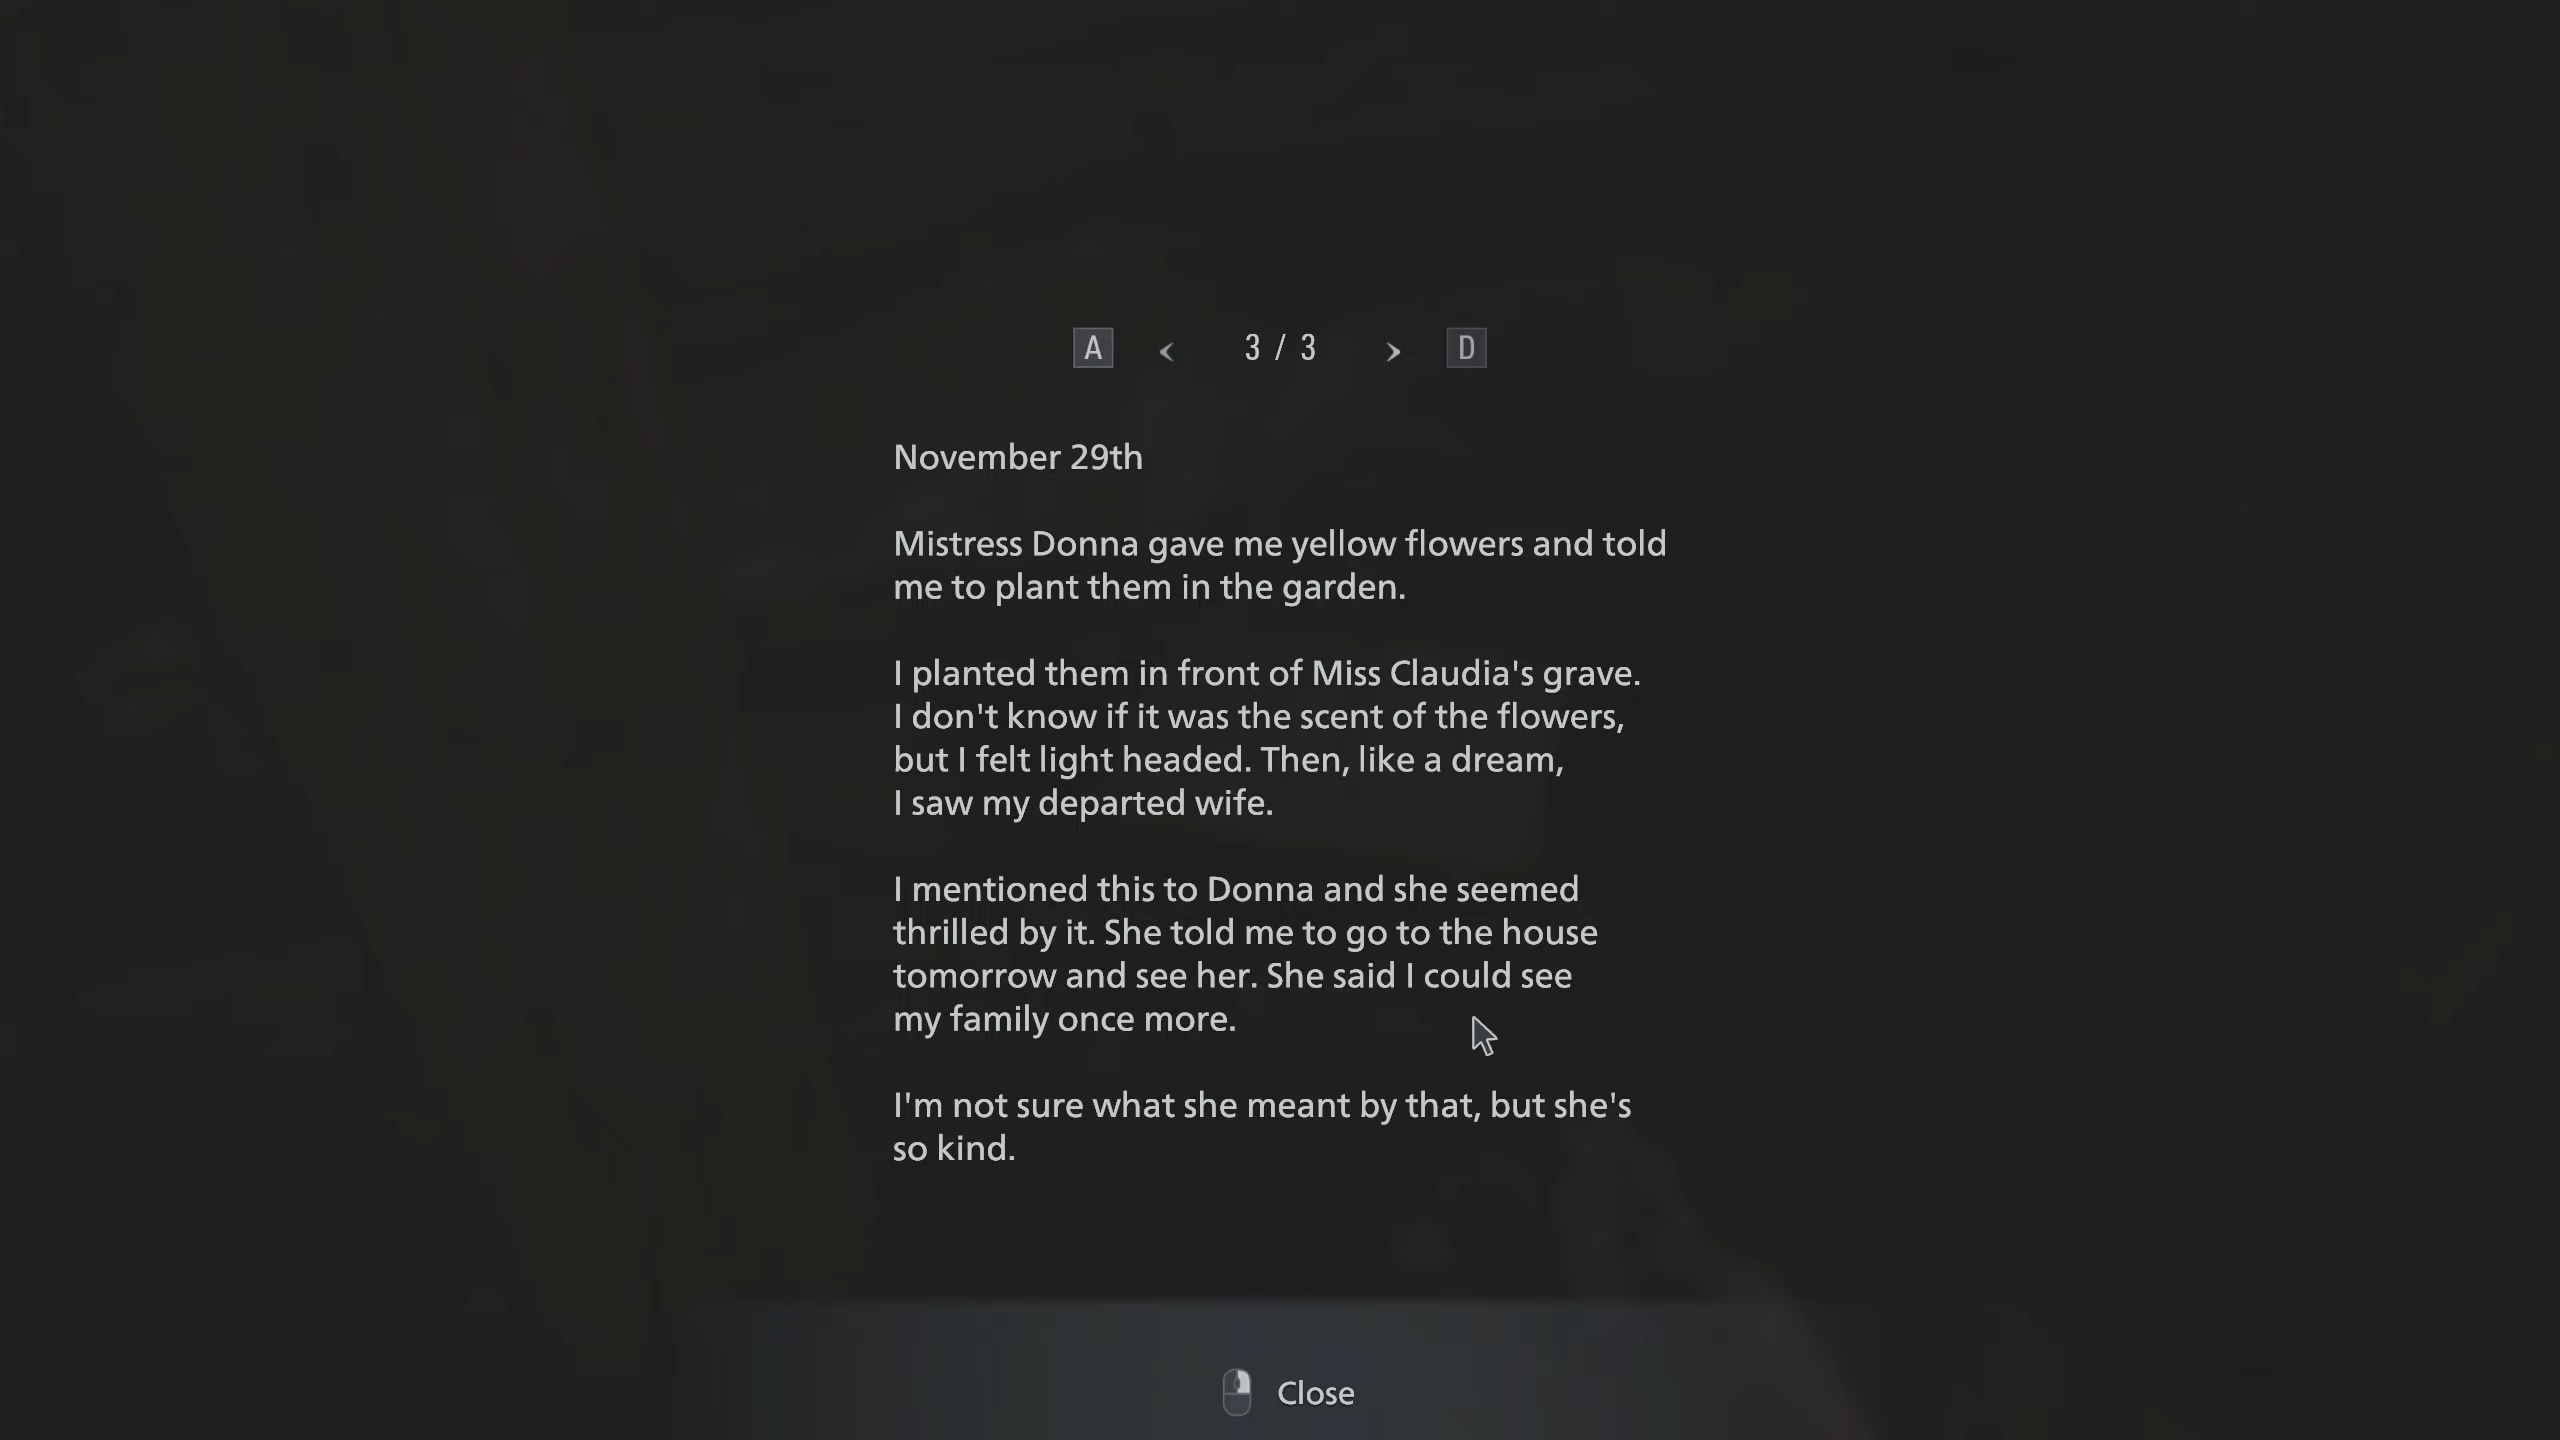 A < 3 / 3 > D
November 29th
Mistress Donna gave me yellow flowers and told
me to plant them in the garden.
I planted them in front of Miss Claudia's grave.
I don't know if it was the scent of the flowers,
but I felt light headed. Then, like a dream,
I saw my departed wife.
I mentioned this to Donna and she seemed
thrilled by it. She told me to go to the house
tomorrow and see her. She said I could see
my family once more.
I'm not sure what she meant by that, but she's
so kind.
Close